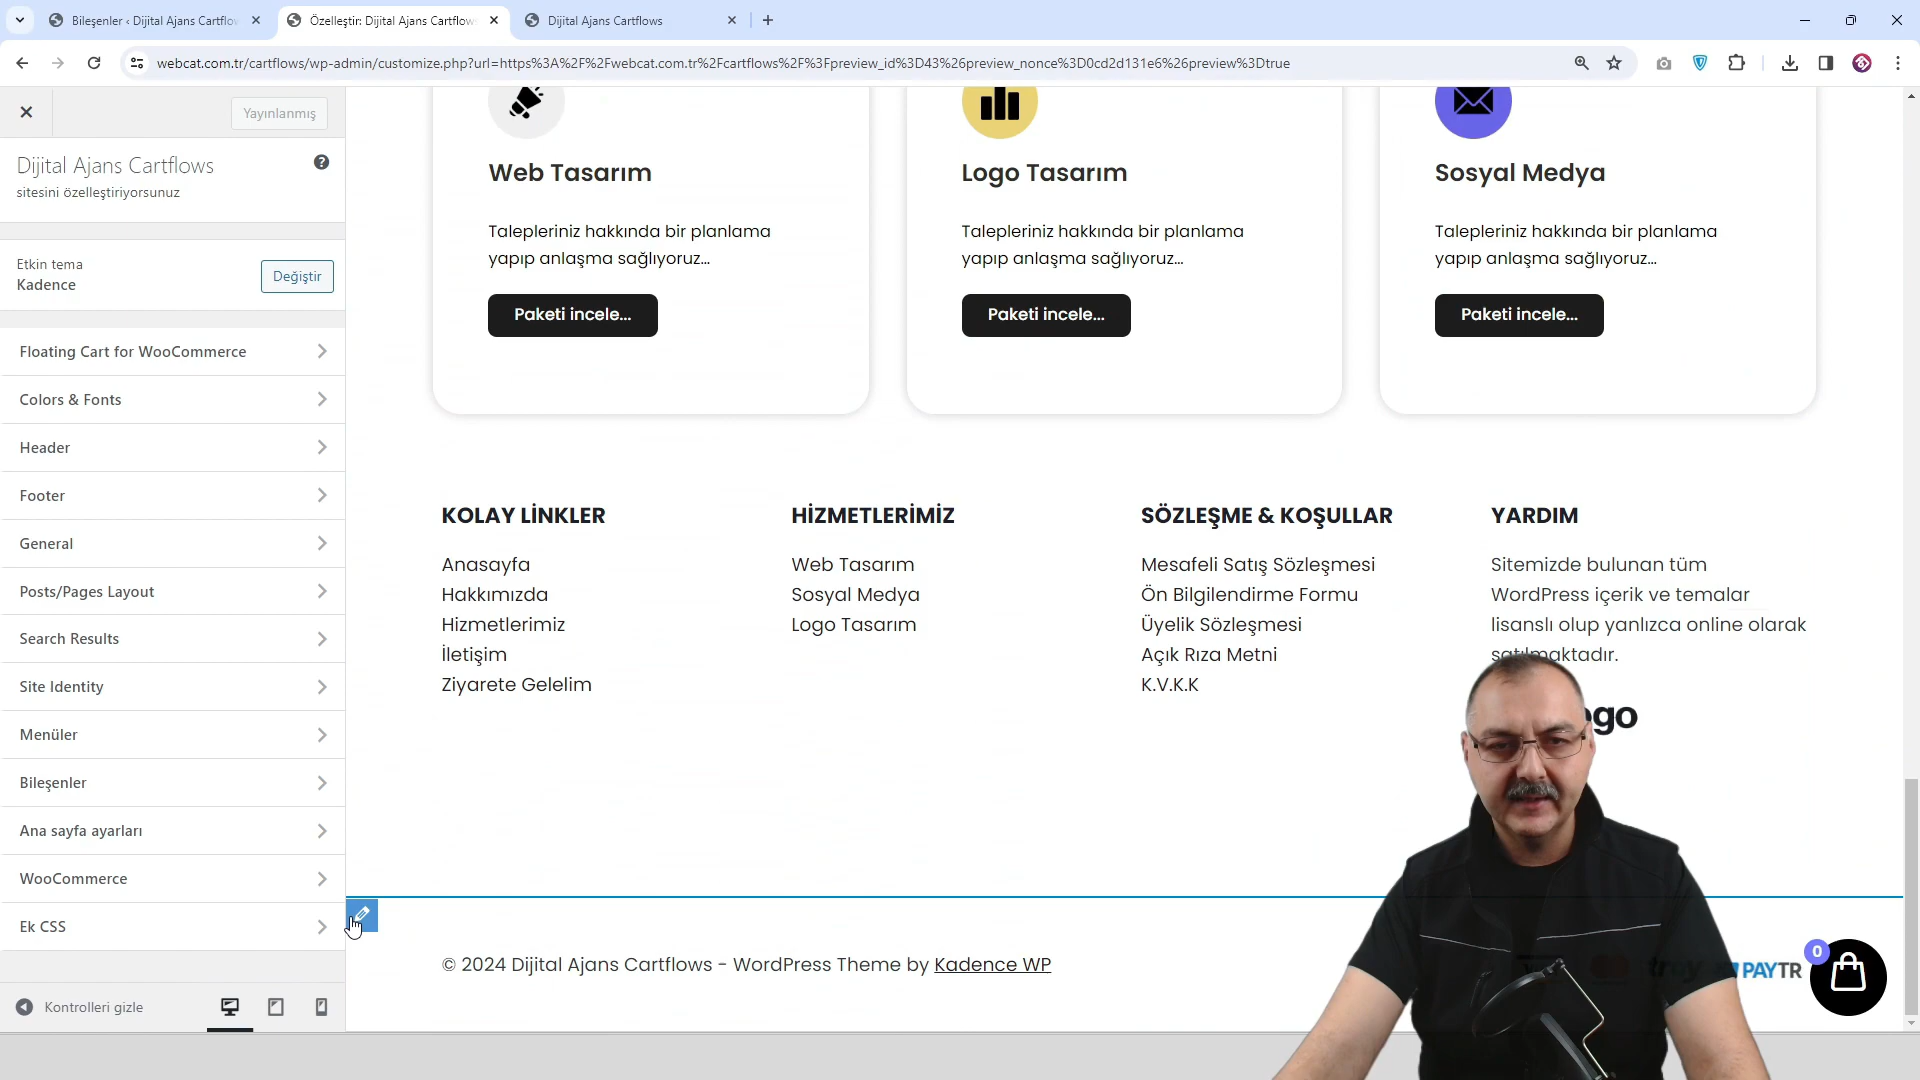 Bileşenler ‹ Dijital Ajans Cartflo
Özelleştir: Dijital Ajans Cartflow
Dijital Ajans Cartflows
webcat.com.tr/cartflows/wp-admin/customize.php?url=https%3A%2F%2Fwebcat.com.tr%2Fcartflows%2F%3Fpreview_id%3D43%26preview_nonce%3D0cd2d131e6%26preview%3Dtrue
Yayınlanmış
Dijital Ajans Cartflows
sitesini özelleştiriyorsunuz
Etkin tema
Kadence
Değiştir
Floating Cart for WooCommerce
Colors & Fonts
Header
Footer
General
Posts/Pages Layout
Search Results
Site Identity
Menüler
Bileşenler
Ana sayfa ayarları
WooCommerce
Ek CSS
Kontrolleri gizle
Web Tasarım
Talepleriniz hakkında bir planlama
yapıp anlaşma sağlıyoruz...
Paketi incele...
Logo Tasarım
Talepleriniz hakkında bir planlama
yapıp anlaşma sağlıyoruz...
Paketi incele...
Sosyal Medya
Talepleriniz hakkında bir planlama
yapıp anlaşma sağlıyoruz...
Paketi incele...
KOLAY LİNKLER
Anasayfa
Hakkımızda
Hizmetlerimiz
İletişim
Ziyarete Gelelim
HİZMETLERİMİZ
Web Tasarım
Sosyal Medya
Logo Tasarım
SÖZLEŞME & KOŞULLAR
Mesafeli Satış Sözleşmesi
Ön Bilgilendirme Formu
Üyelik Sözleşmesi
Açık Rıza Metni
K.V.K.K
YARDIM
Sitemizde bulunan tüm
WordPress içerik ve temalar
lisanslı olup yanlızca online olarak
satılmaktadır.
go
© 2024 Dijital Ajans Cartflows - WordPress Theme by Kadence WP
troy
PAYTR
0